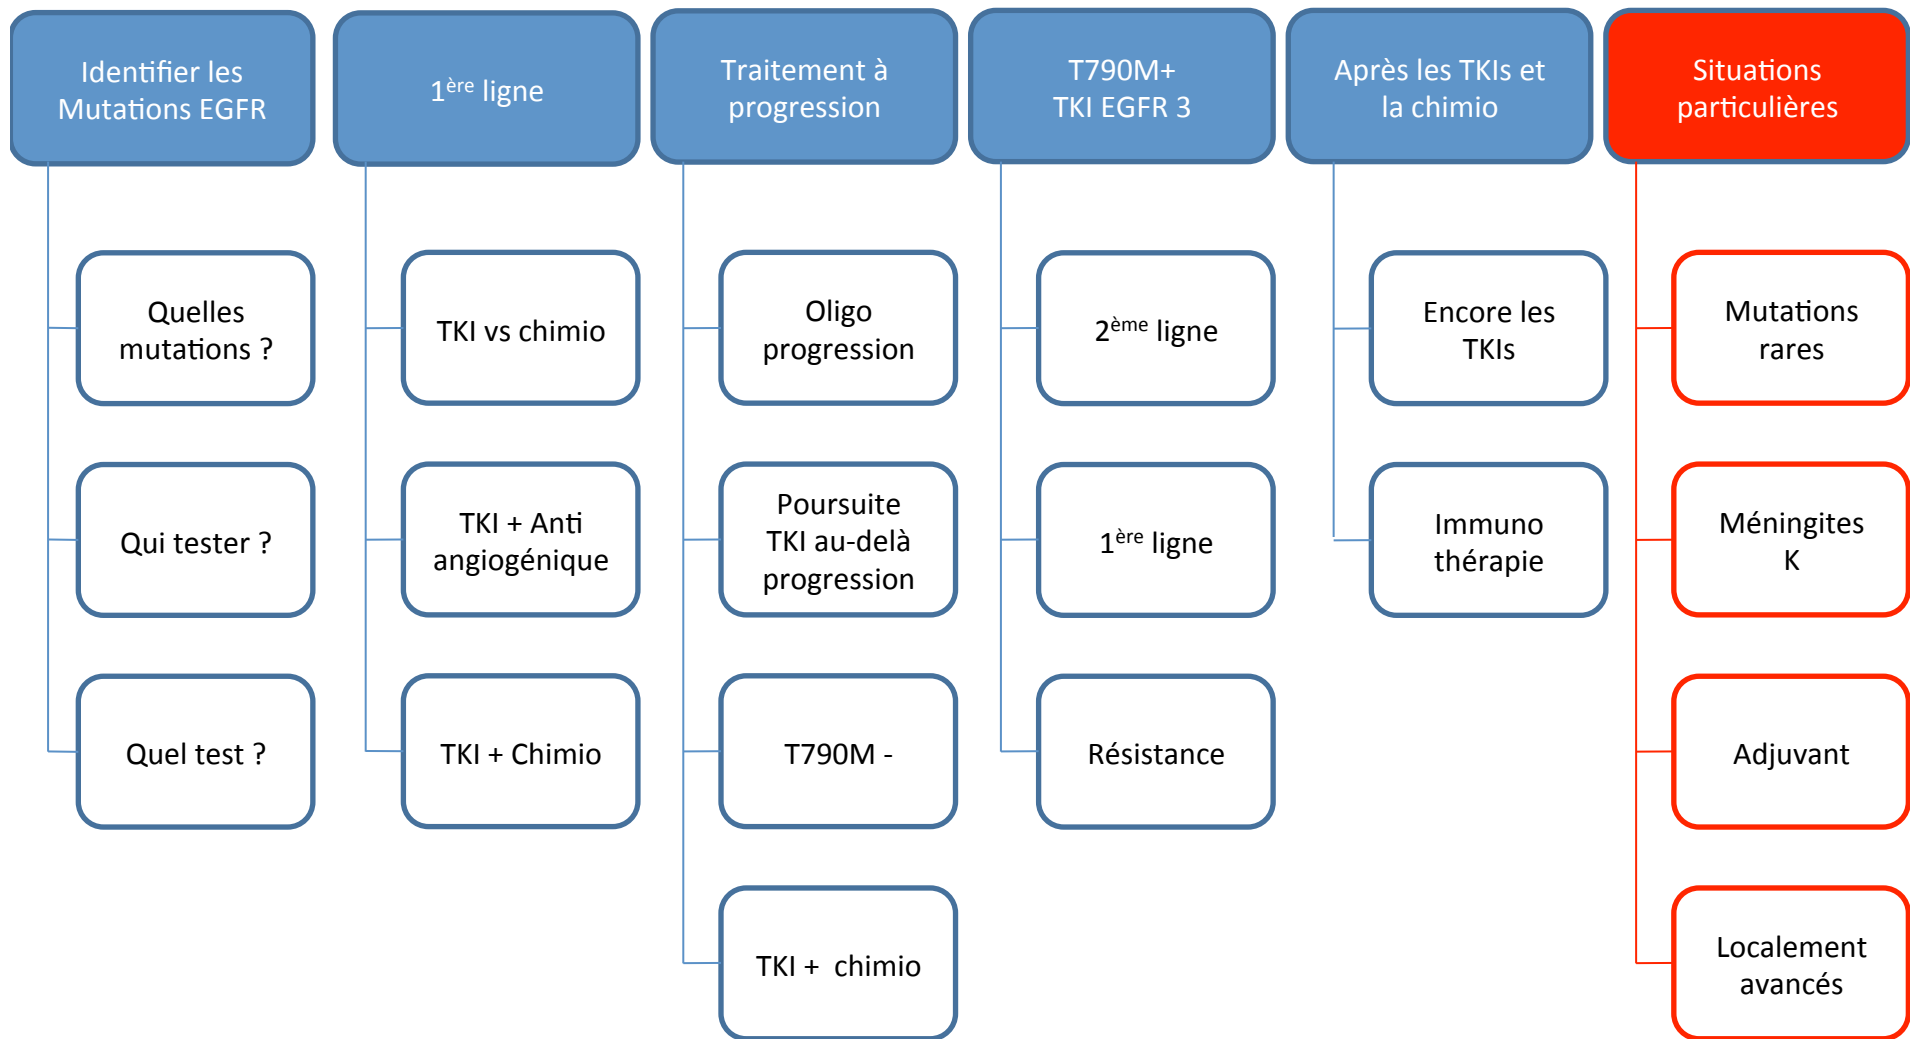 Identifier les
Mutations EGFR
Quelles
mutations ?
Qui tester ?
Quel test ?
1ère ligne
TKI vs chimio
TKI + Anti
angiogénique
TKI + Chimio
Traitement à
progression
Oligo
progression
Poursuite
TKI au-delà
progression
T790M -
TKI + chimio
T790M+
TKI EGFR 3
2ème ligne
1ère ligne
Résistance
Après les TKIs et
la chimio
Encore les
TKIs
Immuno
thérapie
Situations
particulières
Mutations
rares
Méningites
K
Adjuvant
Localement
avancés